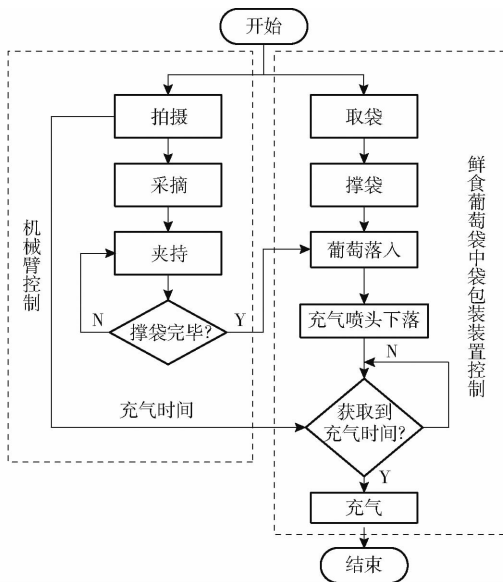 开始
拍摄
取袋
采摘
撑袋
机械臂控制
夹持
葡萄落入
鲜食葡萄袋中袋包装装置控制
N
撑袋完毕?
Y
充气喷头下落
N
充气时间
获取到
充气时间?
Y
充气
结束